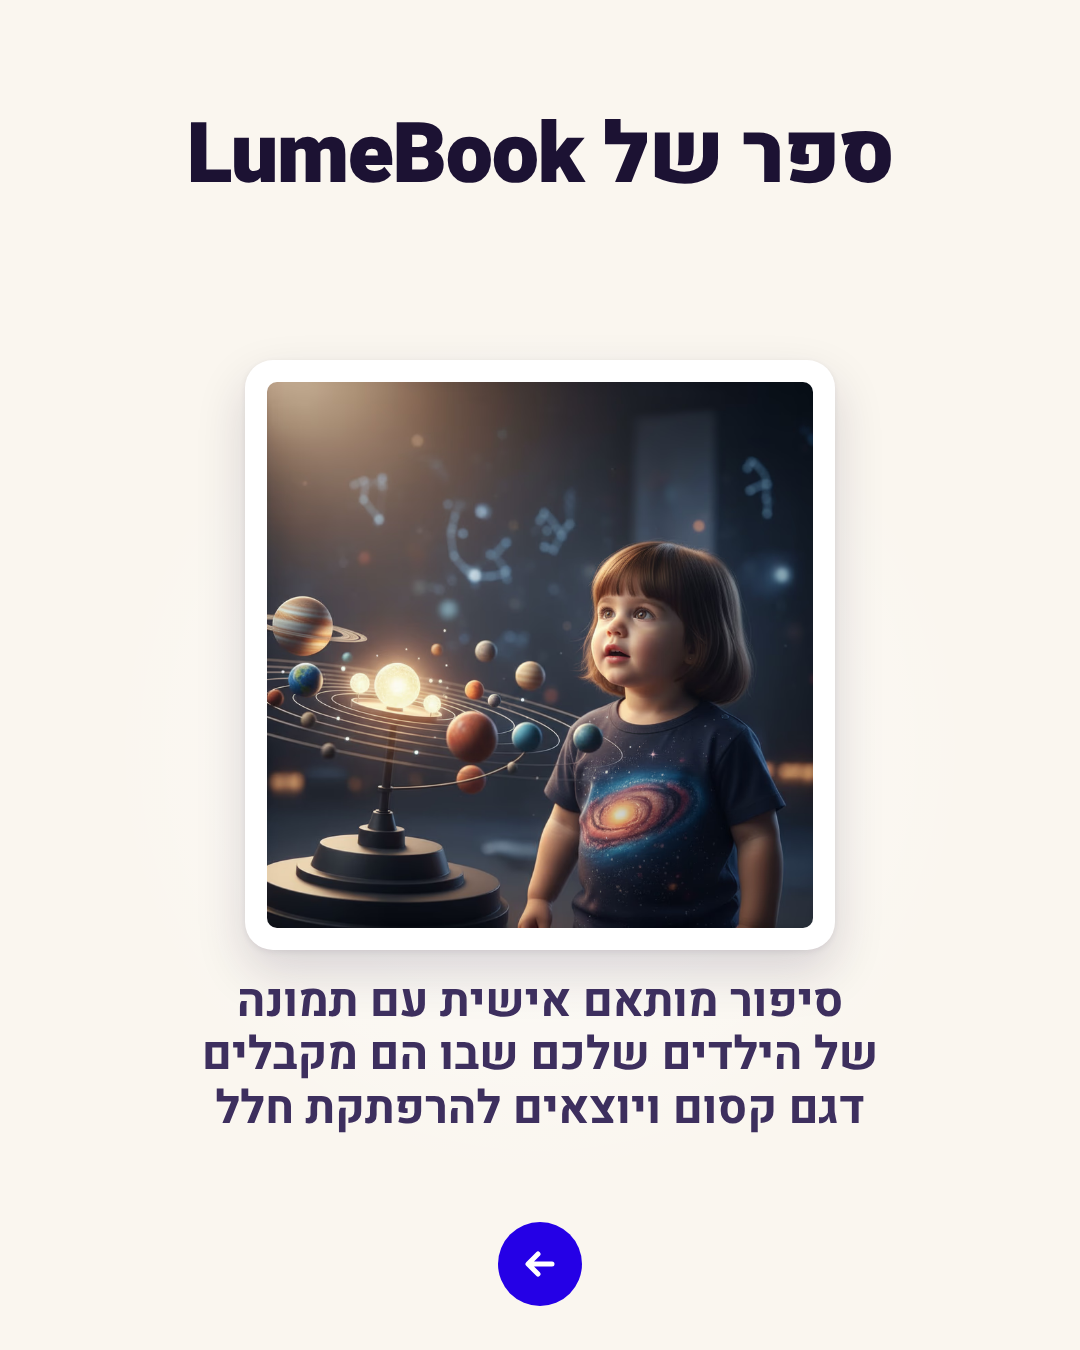 ספר של LumeBook
סיפור מותאם אישית עם תמונה
של הילדים שלכם שבו הם מקבלים
דגם קסום ויוצאים להרפתקת חלל